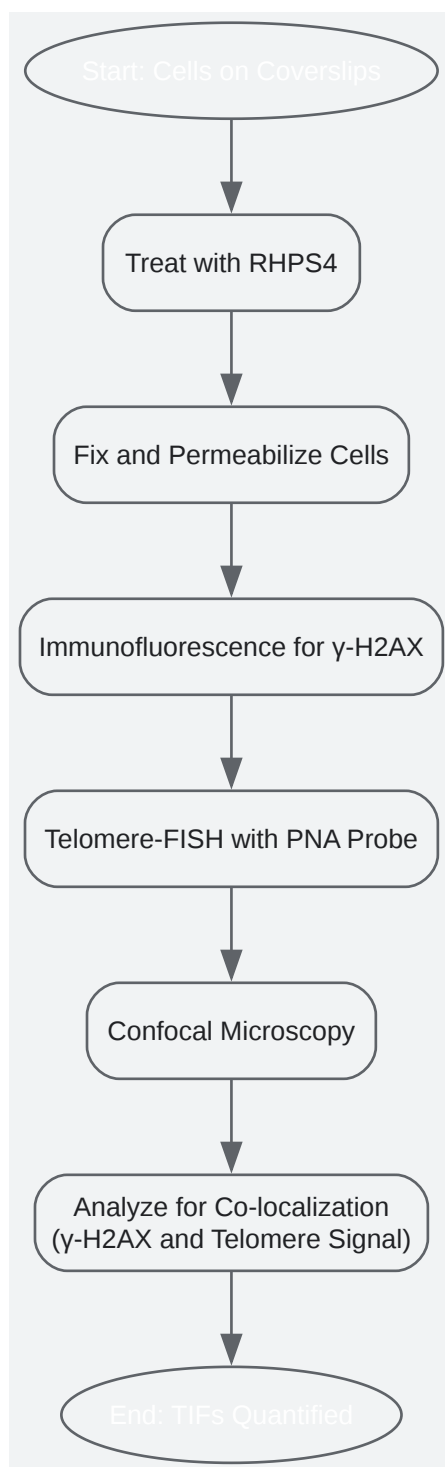 Start: Cells on Coverslips
Treat with RHPS4
Fix and Permeabilize Cells
Immunofluorescence for γ-H2AX
Telomere-FISH with PNA Probe
Confocal Microscopy
Analyze for Co-localization
(γ-H2AX and Telomere Signal)
End: TIFs Quantified